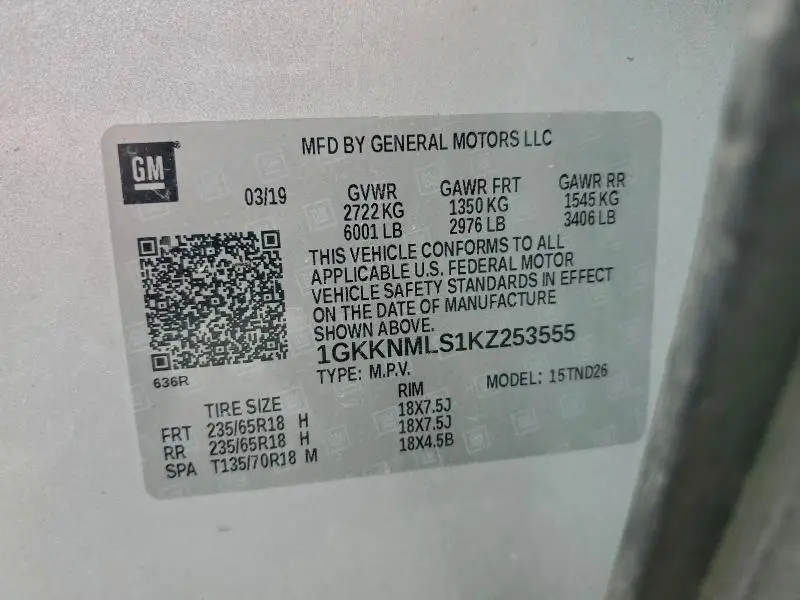 GM
MFD BY GENERAL MOTORS LLC
03/19
GVWR GAWR FRT GAWR RR
2722 KG 1350 KG 1545 KG
6001 LB 2976 LB 3406 LB
THIS VEHICLE CONFORMS TO ALL
APPLICABLE U.S. FEDERAL MOTOR
VEHICLE SAFETY STANDARDS IN EFFECT
ON THE DATE OF MANUFACTURE
SHOWN ABOVE.
1GKKNMLS1KZ253555
636R
TYPE: M.P.V. MODEL: 15TND26
TIRE SIZE RIM
FRT 235/65R18 H 18X7.5J
RR 235/65R18 H 18X7.5J
SPA T135/70R18 M 18X4.5B